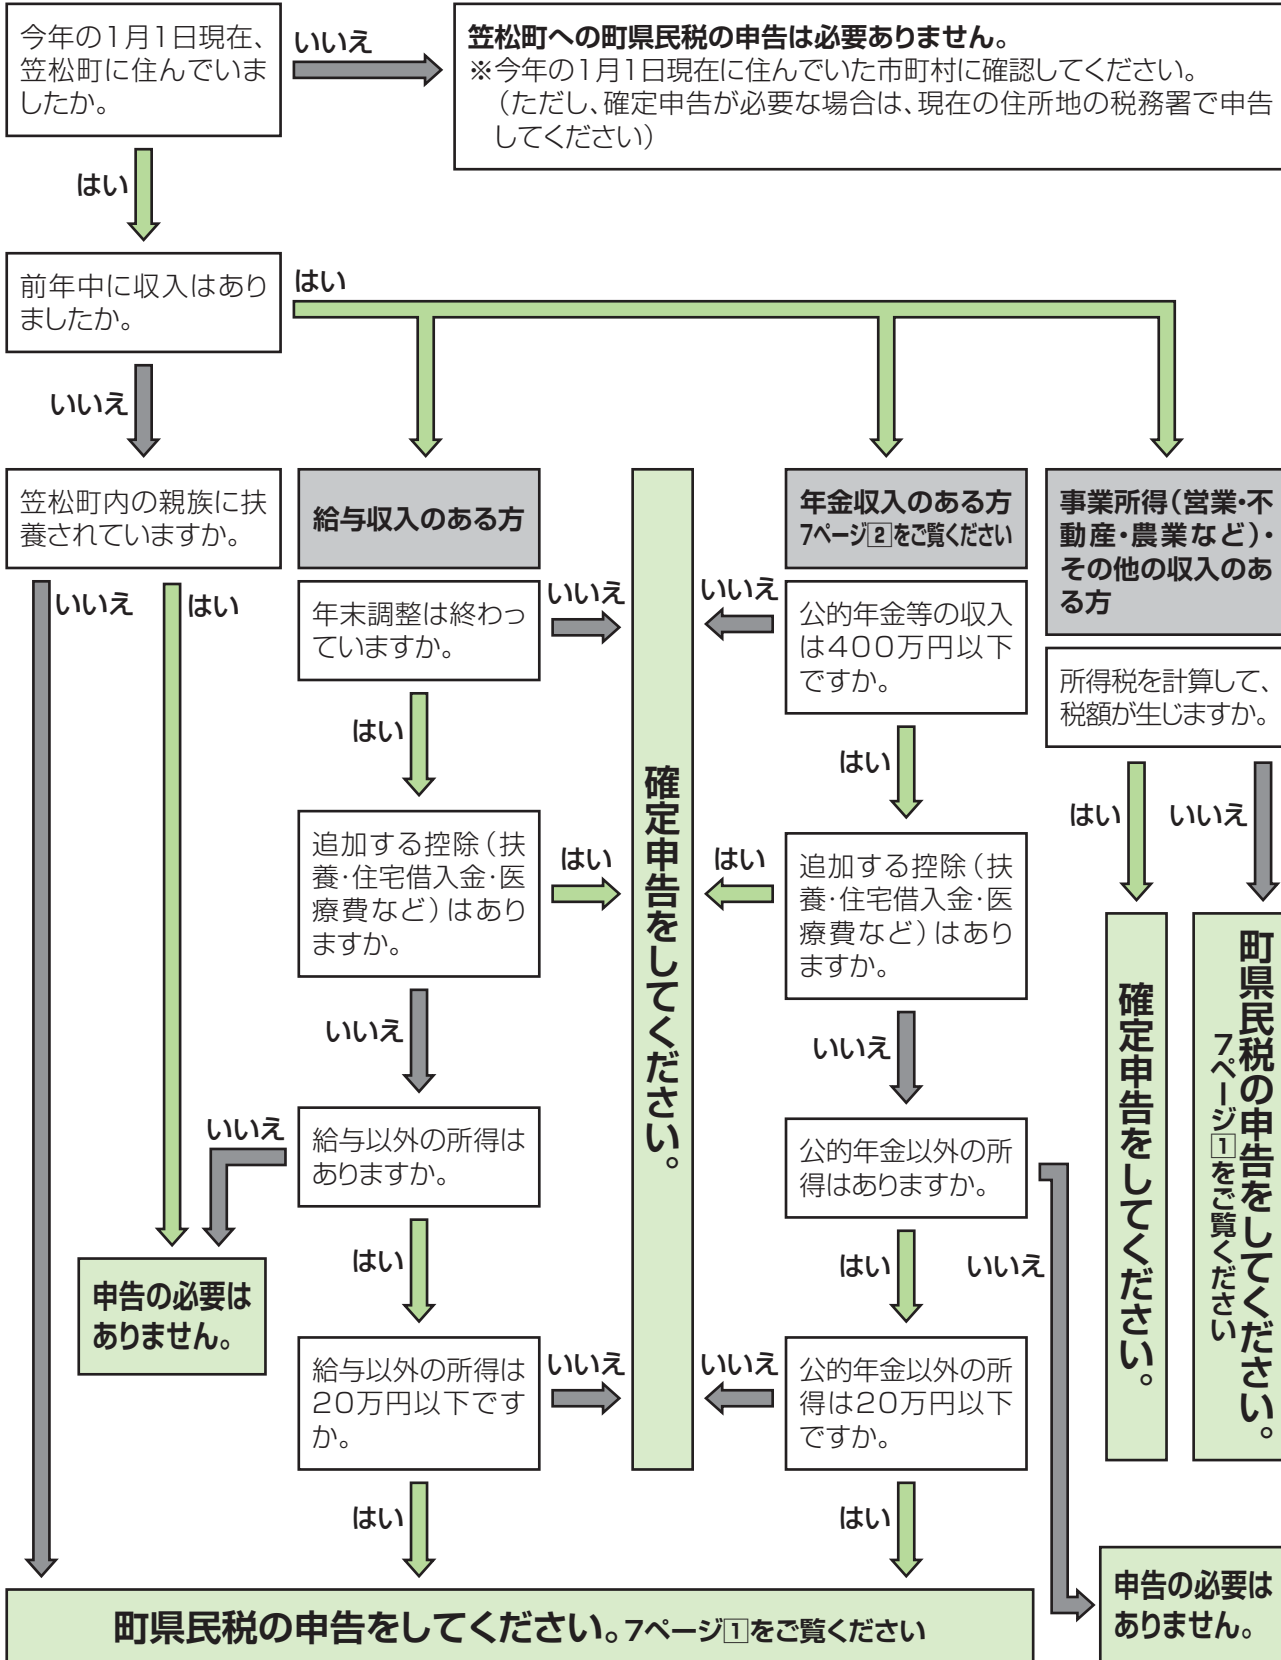 今年の1月1日現在、
笠松町に住んでいま
したか。
いいえ
笠松町への町県民税の申告は必要ありません。
※今年の1月1日現在に住んでいた市町村に確認してください。
（ただし、確定申告が必要な場合は、現在の住所地の税務署で申告
してください）
はい
前年中に収入はあり
ましたか。
はい
いいえ
笠松町内の親族に扶
養されていますか。
いいえ
はい
給与収入のある方
年末調整は終わっ
ていますか。
いいえ
はい
追加する控除（扶
養・住宅借入金・医
療費など）はあり
ますか。
はい
いいえ
給与以外の所得は
ありますか。
いいえ
はい
申告の必要は
ありません。
給与以外の所得は
20万円以下です
か。
いいえ
はい
確定申告をしてください。
年金収入のある方
7ページ2をご覧ください
いいえ
公的年金等の収入
は400万円以下
ですか。
はい
はい
追加する控除（扶
養・住宅借入金・医
療費など）はあり
ますか。
いいえ
公的年金以外の所
得はありますか。
はい
いいえ
いいえ
公的年金以外の所
得は20万円以下
ですか。
はい
事業所得（営業・不
動産・農業など）・
その他の収入のあ
る方
所得税を計算して、
税額が生じますか。
はい
いいえ
確定申告をしてください。
町県民税の申告をしてください。
7ページ1をご覧ください
町県民税の申告をしてください。7ページ1をご覧ください
申告の必要は
ありません。